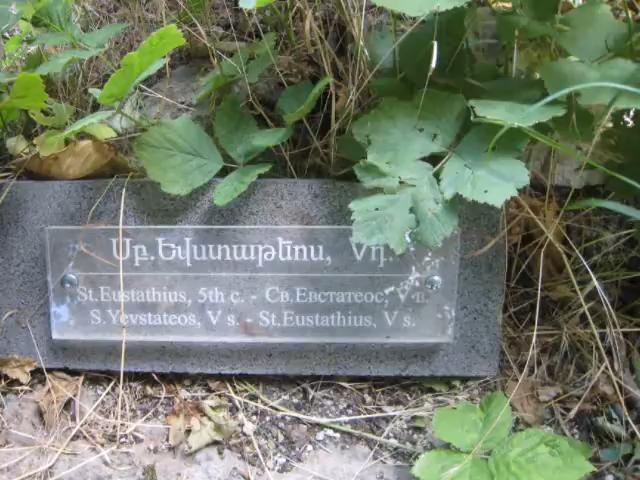 Սբ.Եվստաթեոս, Vդ.
St.Eustathius, 5th c. - Св.Евстатеос, V в.
S.Yevstateos, V s. - St.Eustathius, V s.